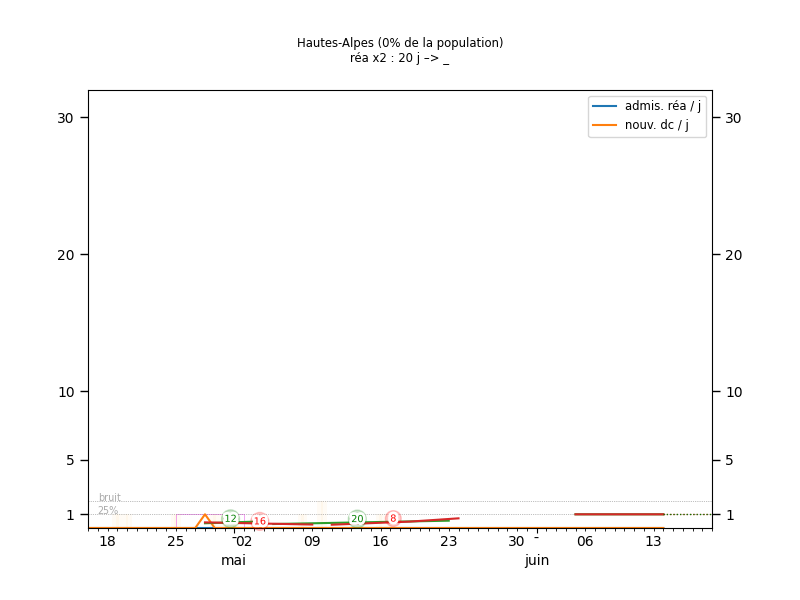 Hautes-Alpes (0% de la population)
réa x2 : 20 j –> _
admis. réa / j
nouv. dc / j
30 30
20 20
10 10
5 5
bruit
25%
1 1
12 16 20 8
18 25 02 09 16 23 30 06 13
mai juin